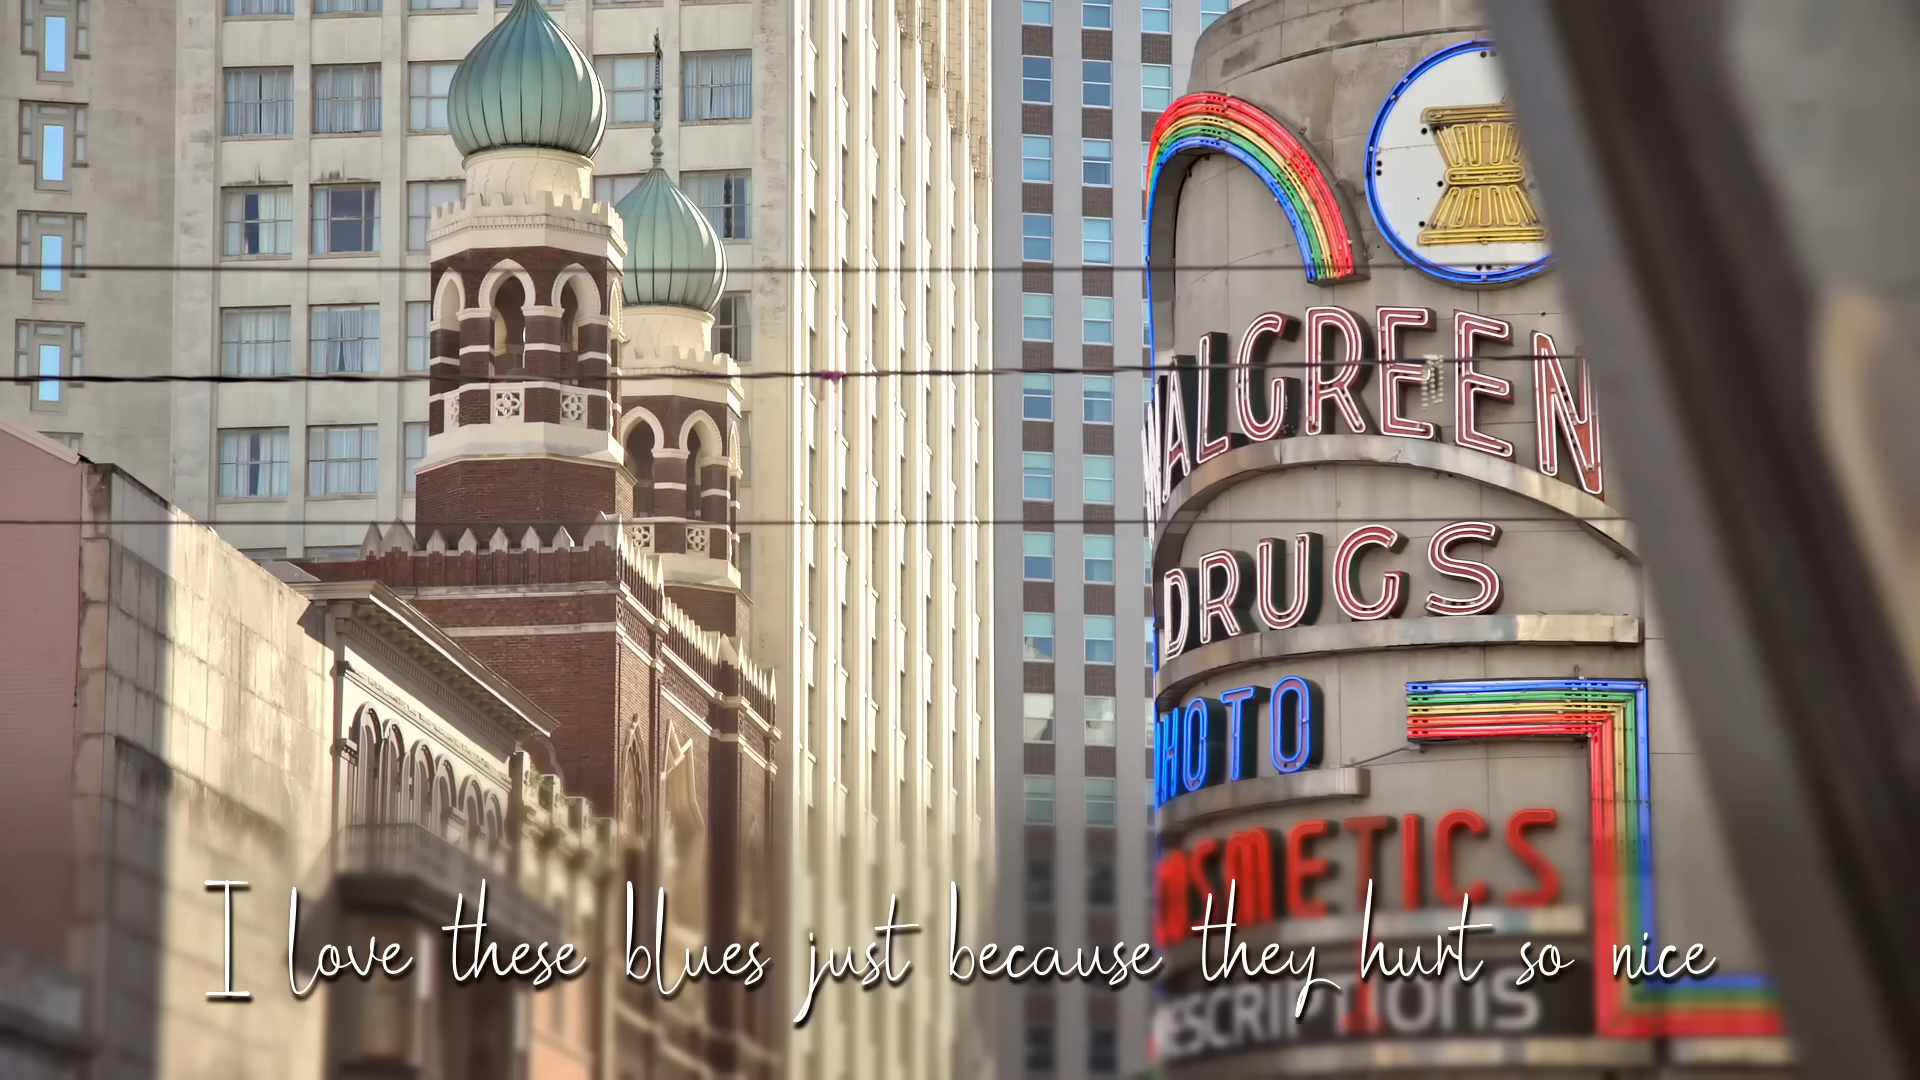 WALGREEN
DRUGS
PHOTO
COSMETICS
PRESCRIPTIONS
I love these blues just because they hurt so nice